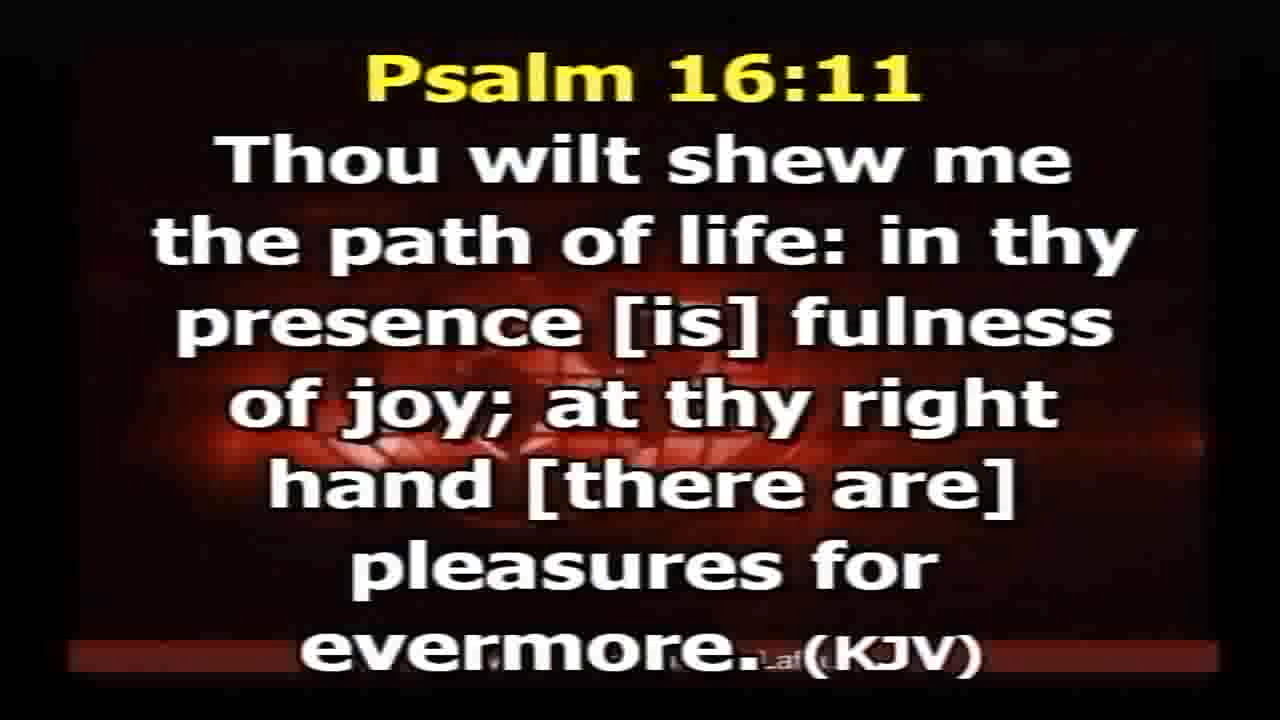 Psalm 16:11
Thou wilt shew me
the path of life: in thy
presence [is] fulness
of joy; at thy right
hand [there are]
pleasures for
evermore. (KJV)